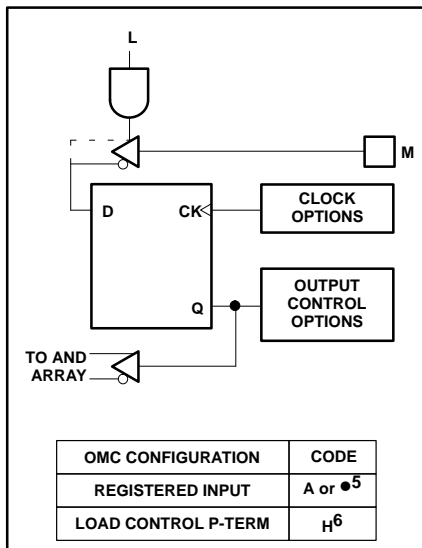 L
M
D
CK
CLOCK
OPTIONS
Q
OUTPUT
CONTROL
OPTIONS
TO AND
ARRAY
OMC CONFIGURATION CODE
REGISTERED INPUT A or ●5
LOAD CONTROL P-TERM H6